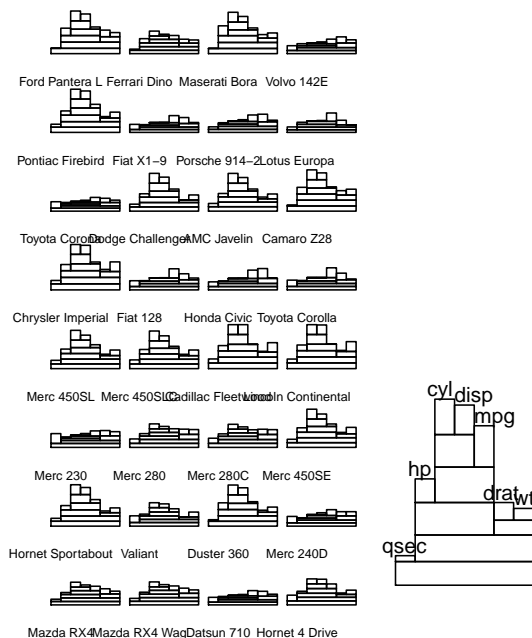 Ford Pantera L Ferrari Dino Maserati Bora Volvo 142E
Pontiac Firebird Fiat X1−9 Porsche 914−2 Lotus Europa
Toyota Corona Dodge Challenger AMC Javelin Camaro Z28
Chrysler Imperial Fiat 128 Honda Civic Toyota Corolla
Merc 450SL Merc 450SLC Cadillac Fleetwood Lincoln Continental
Merc 230 Merc 280 Merc 280C Merc 450SE
Hornet Sportabout Valiant Duster 360 Merc 240D
Mazda RX4 Mazda RX4 Wag Datsun 710 Hornet 4 Drive
cyl
disp
mpg
hp
drat
wt
qsec